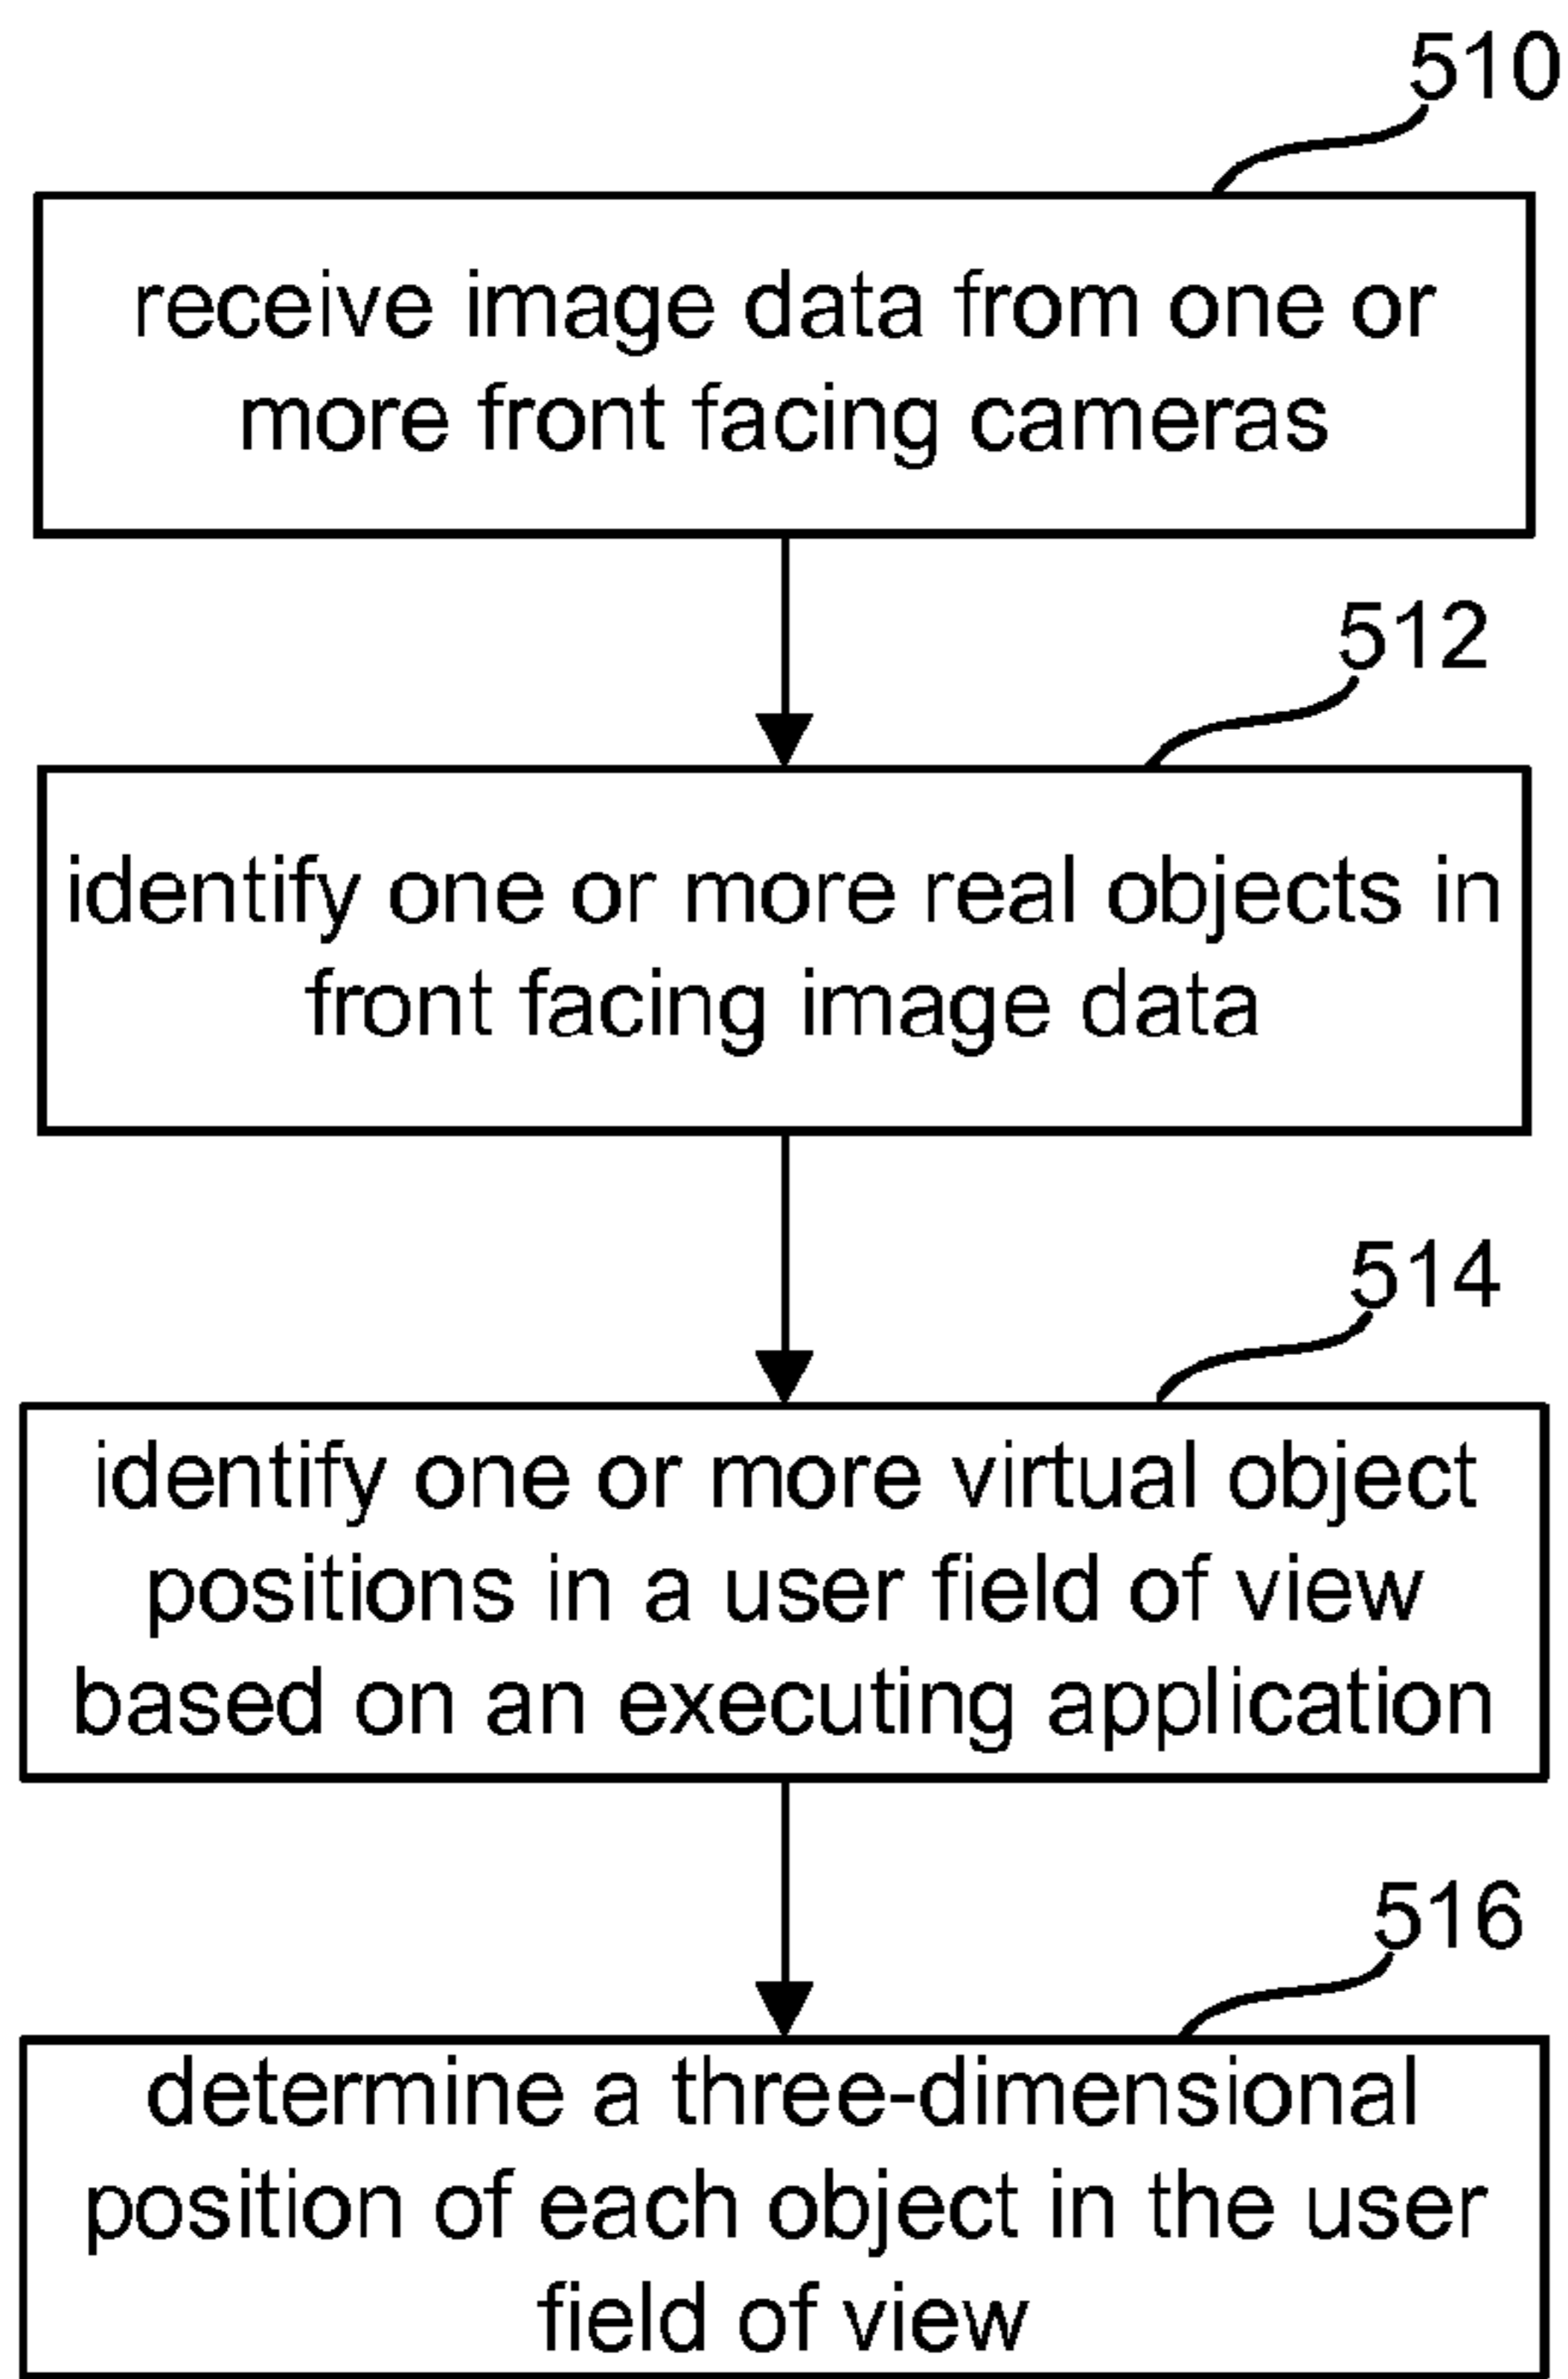 510
receive image data from one or
more front facing cameras
512
identify one or more real objects in
front facing image data
514
identify one or more virtual object
positions in a user field of view
based on an executing application
516
determine a three-dimensional
position of each object in the user
field of view